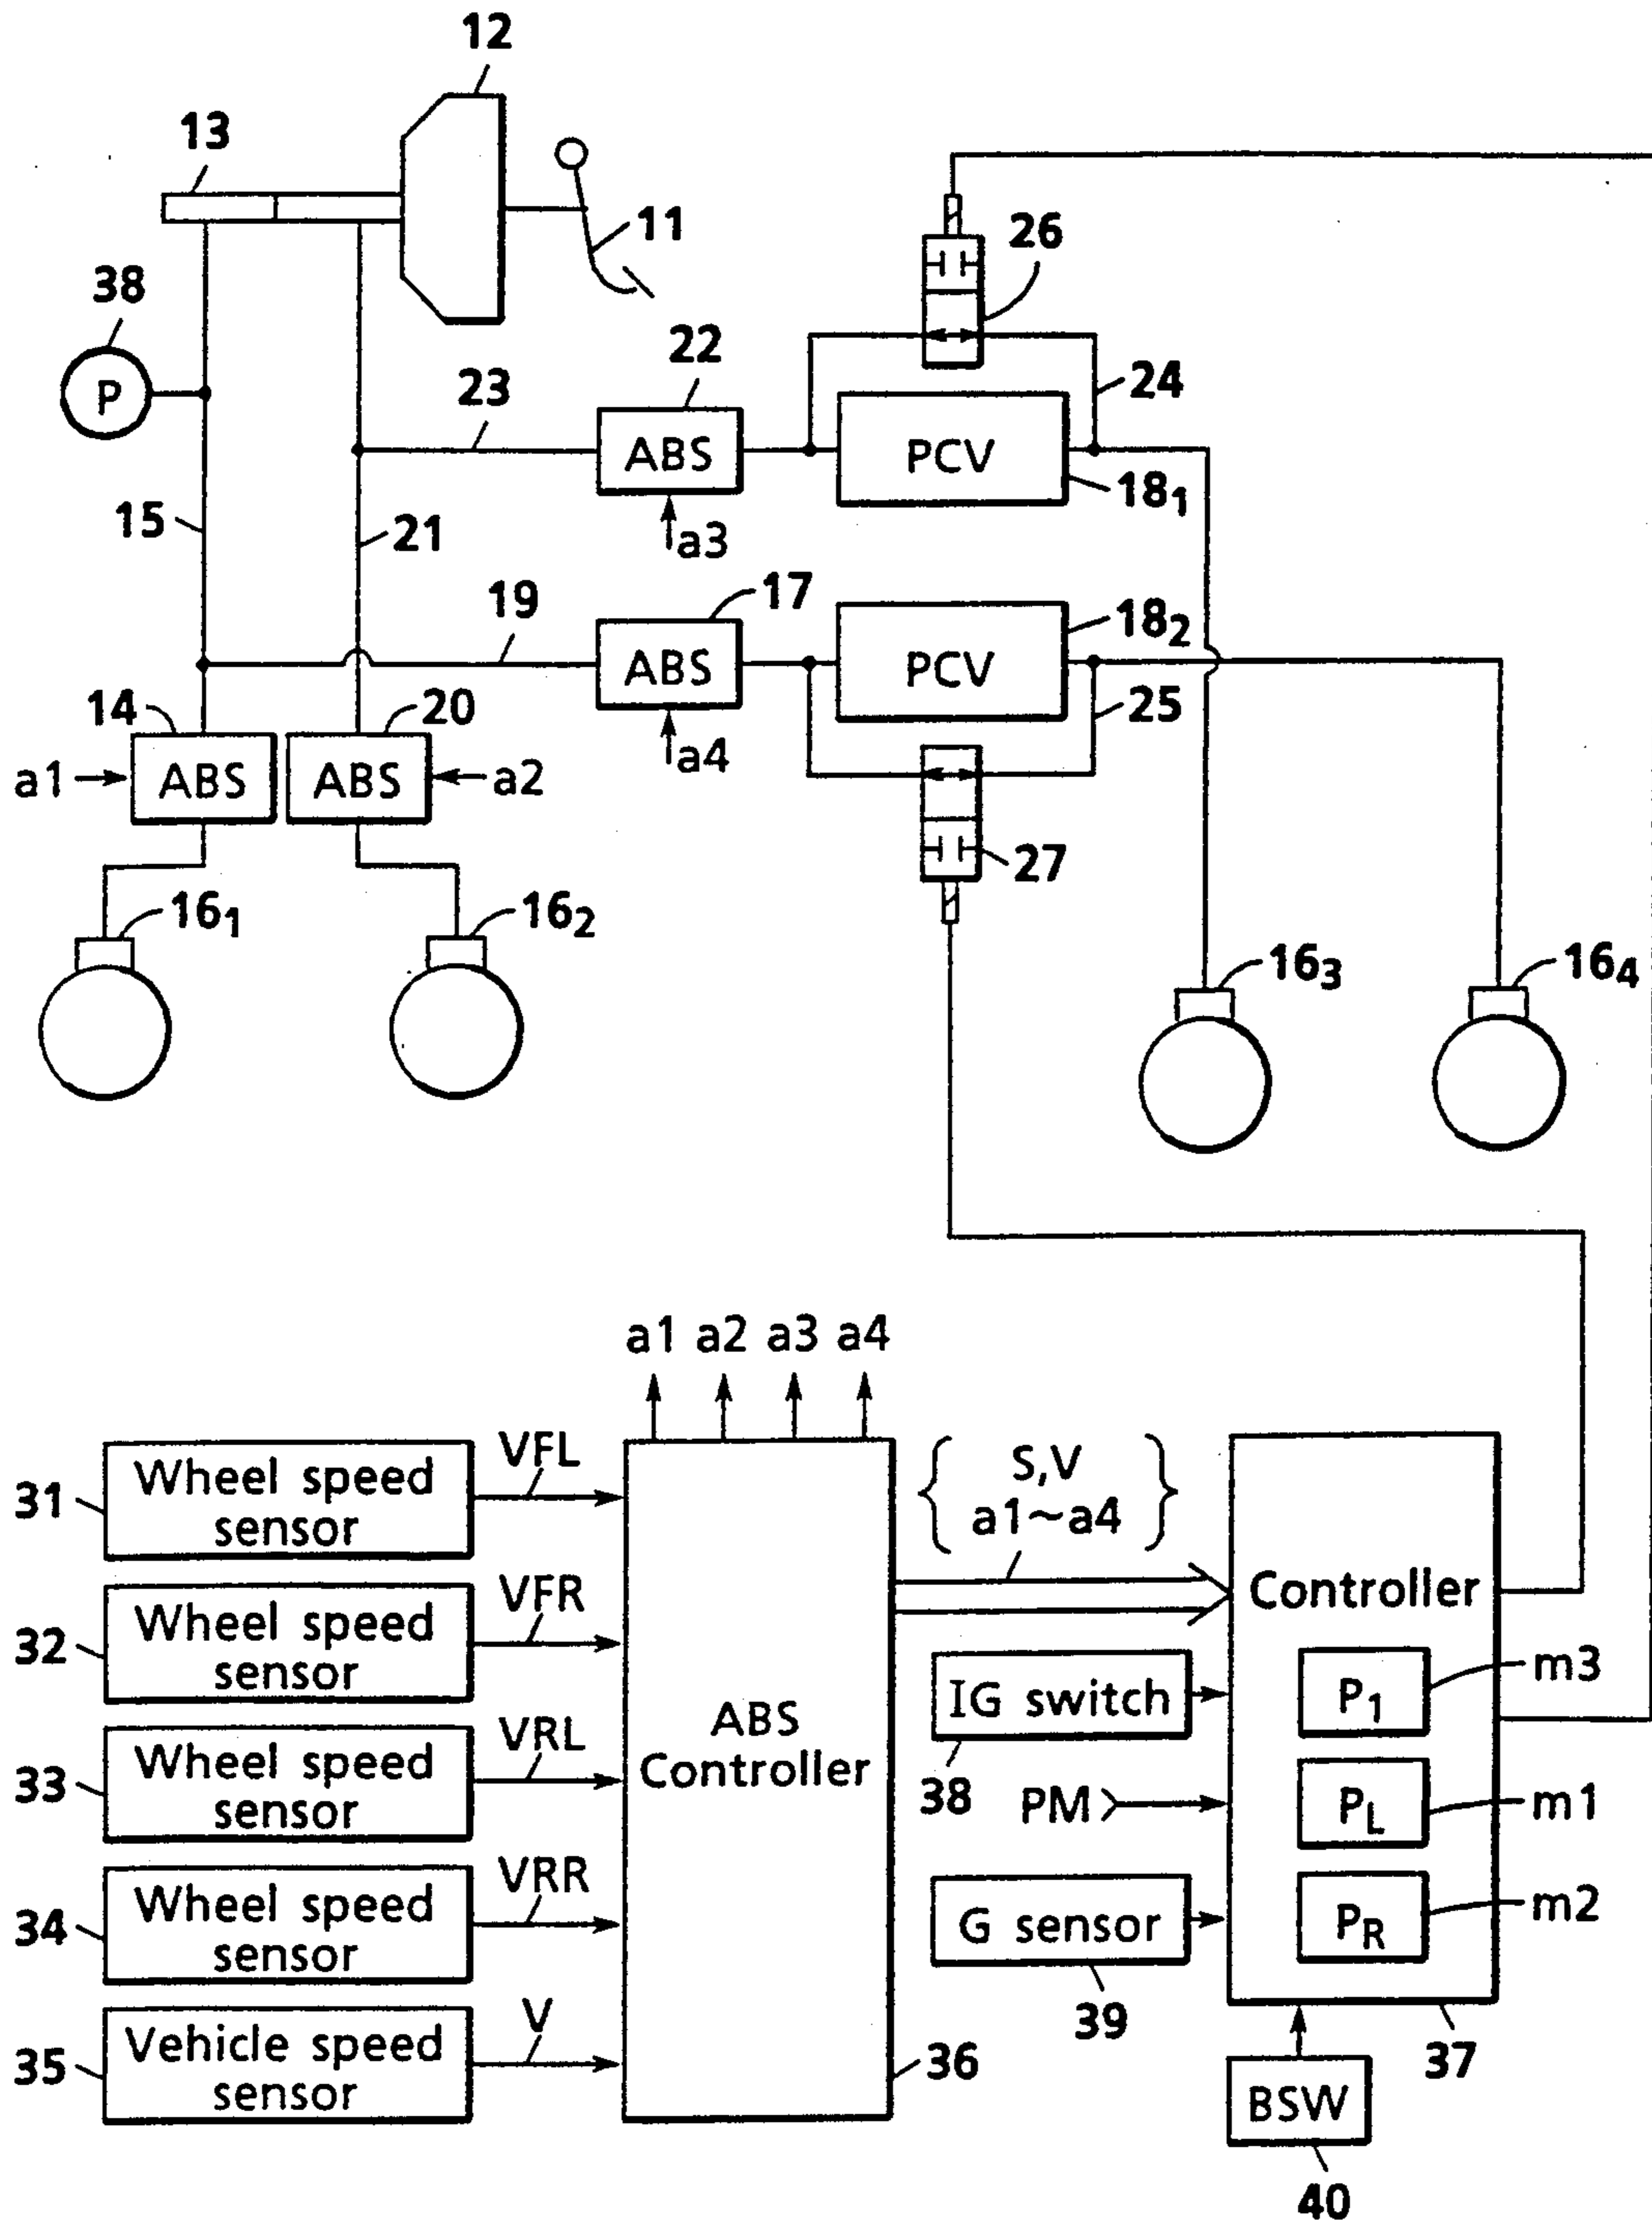 12
13
11
26
38
P
22
24
23
ABS
PCV
18₁
15
21
a3
17
18₂
19
ABS
PCV
14
20
25
a4
a1
ABS
ABS
a2
27
16₁
16₂
16₃
16₄
a1 a2 a3 a4
VFL
S,V
a1~a4
31
Wheel speed
sensor
VFR
Controller
32
Wheel speed
sensor
IG switch
P₁
m3
VRL
ABS
Controller
33
Wheel speed
sensor
38
PM
P_L
m1
VRR
34
Wheel speed
sensor
G sensor
P_R
m2
39
V
35
Vehicle speed
sensor
36
37
BSW
40